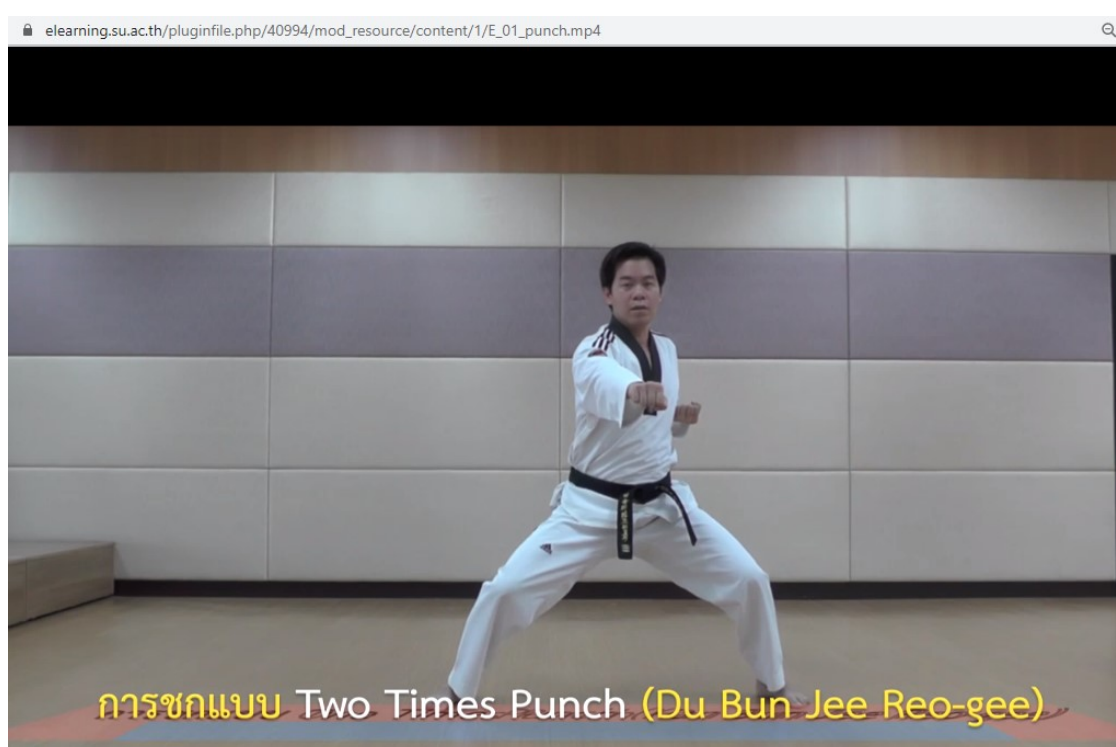 elearning.su.ac.th/pluginfile.php/40994/mod_resource/content/1/E_01_punch.mp4
การชกแบบ Two Times Punch (Du Bun Jee Reo-gee)